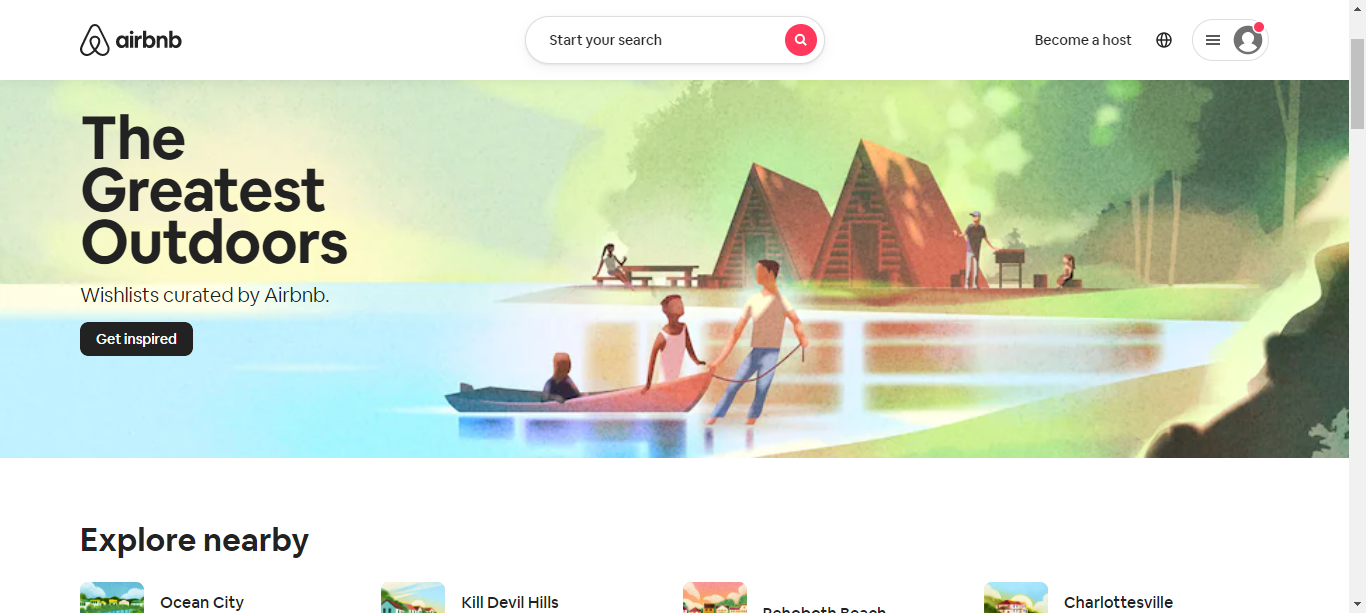 airbnb
Start your search
Become a host
The
Greatest
Outdoors
Wishlists curated by Airbnb.
Get inspired
Explore nearby
Ocean City
Kill Devil Hills
Rehoboth Beach
Charlottesville